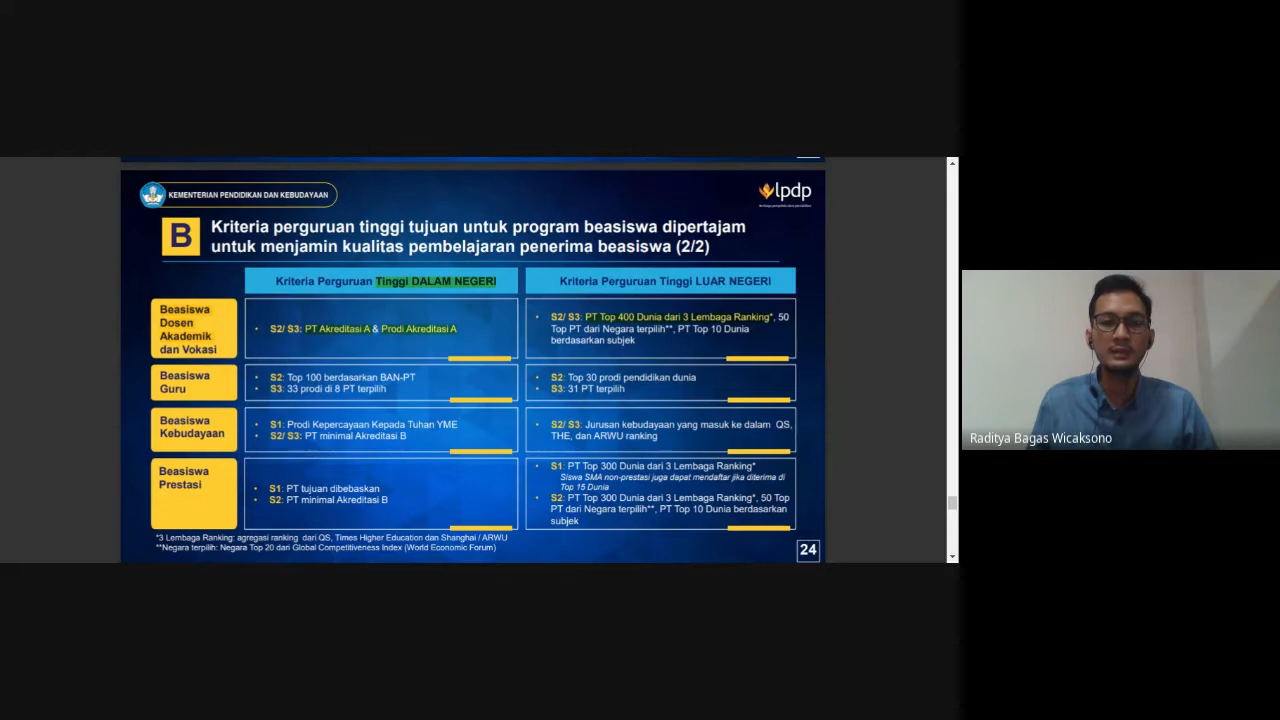 KEMENTERIAN PENDIDIKAN DAN KEBUDAYAAN
lpdp
B
Kriteria perguruan tinggi tujuan untuk program beasiswa dipertajam
untuk menjamin kualitas pembelajaran penerima beasiswa (2/2)
Kriteria Perguruan Tinggi DALAM NEGERI
Kriteria Perguruan Tinggi LUAR NEGERI
Beasiswa
Dosen
Akademik
dan Vokasi
• S2/ S3: PT Akreditasi A & Prodi Akreditasi A
• S2/ S3: PT Top 400 Dunia dari 3 Lembaga Ranking*, 50
Top PT dari Negara terpilih**, PT Top 10 Dunia
berdasarkan subjek
Beasiswa
Guru
• S2: Top 100 berdasarkan BAN-PT
• S3: 33 prodi di 8 PT terpilih
• S2: Top 30 prodi pendidikan dunia
• S3: 31 PT terpilih
Beasiswa
Kebudayaan
• S1: Prodi Kepercayaan Kepada Tuhan YME
• S2/ S3: PT minimal Akreditasi B
• S2/ S3: Jurusan kebudayaan yang masuk ke dalam QS,
THE, dan ARWU ranking
Beasiswa
Prestasi
• S1: PT tujuan dibebaskan
• S2: PT minimal Akreditasi B
• S1: PT Top 300 Dunia dari 3 Lembaga Ranking*
Siswa SMA non-prestasi juga dapat mendaftar jika diterima di
Top 15 Dunia
• S2: PT Top 300 Dunia dari 3 Lembaga Ranking*, 50 Top
PT dari Negara terpilih**, PT Top 10 Dunia berdasarkan
subjek
*3 Lembaga Ranking: agregasi ranking dari QS, Times Higher Education dan Shanghai / ARWU
**Negara terpilih: Negara Top 20 dari Global Competitiveness Index (World Economic Forum)
24
Raditya Bagas Wicaksono